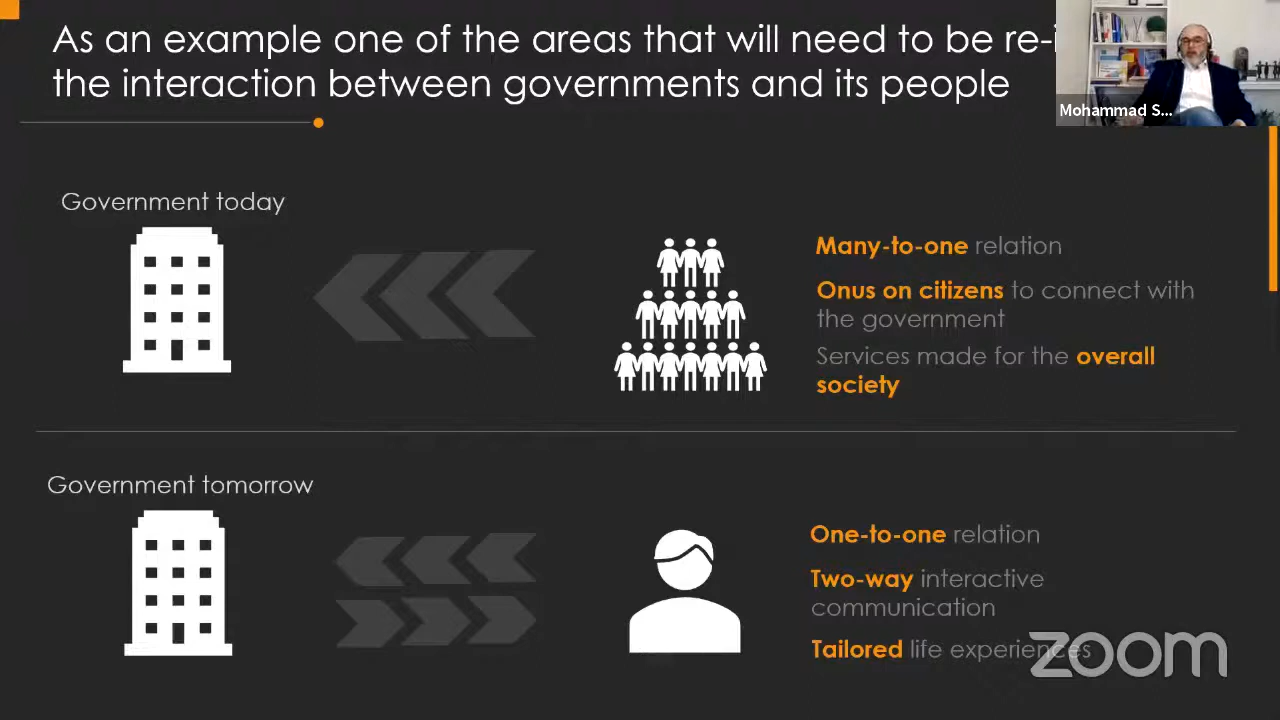 As an example one of the areas that will need to be re-i
the interaction between governments and its people
Mohammad S...
Government today
Many-to-one relation
Onus on citizens to connect with
the government
Services made for the overall
society
Government tomorrow
One-to-one relation
Two-way interactive
communication
Tailored life experiences
zoom